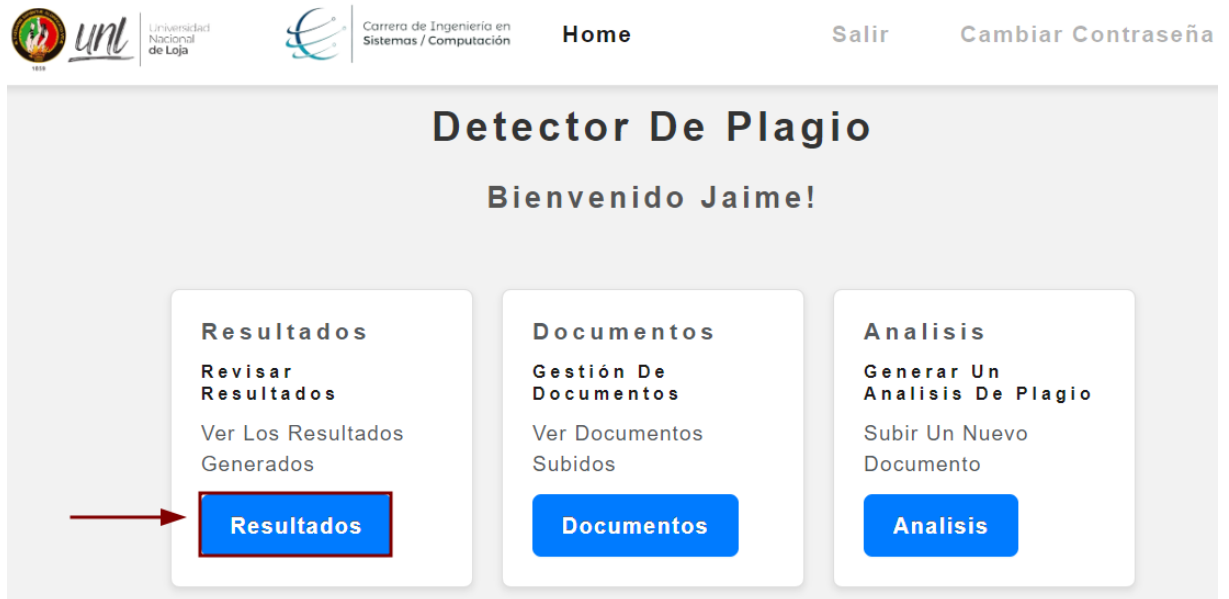 unl
Universidad
Nacional
de Loja
1859
Carrera de Ingeniería en
Sistemas / Computación
Home
Salir
Cambiar Contraseña
Detector De Plagio
Bienvenido Jaime!
Resultados
Revisar
Resultados
Ver Los Resultados
Generados
Resultados
Documentos
Gestión De
Documentos
Ver Documentos
Subidos
Documentos
Analisis
Generar Un
Analisis De Plagio
Subir Un Nuevo
Documento
Analisis